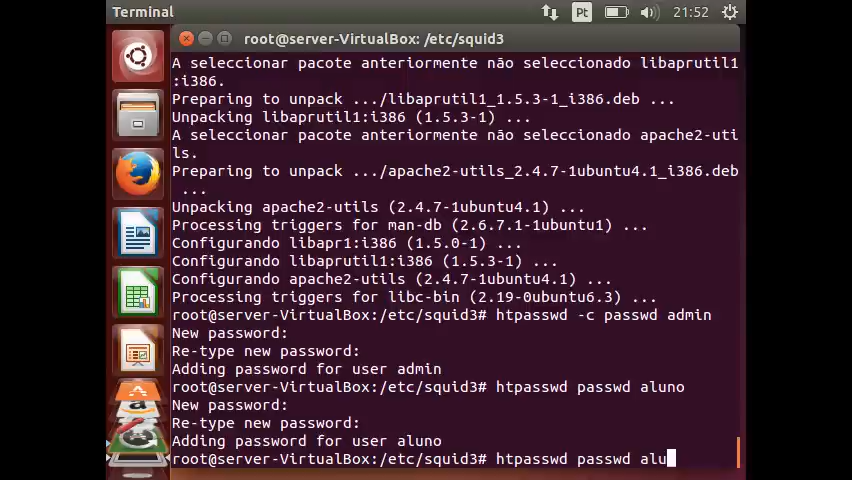 Terminal
Pt
21:52
root@server-VirtualBox: /etc/squid3
A seleccionar pacote anteriormente não seleccionado libaprutil1
:i386.
Preparing to unpack .../libaprutil1_1.5.3-1_i386.deb ...
Unpacking libaprutil1:i386 (1.5.3-1) ...
A seleccionar pacote anteriormente não seleccionado apache2-uti
ls.
Preparing to unpack .../apache2-utils_2.4.7-1ubuntu4.1_i386.deb
...
Unpacking apache2-utils (2.4.7-1ubuntu4.1) ...
Processing triggers for man-db (2.6.7.1-1ubuntu1) ...
Configurando libapr1:i386 (1.5.0-1) ...
Configurando libaprutil1:i386 (1.5.3-1) ...
Configurando apache2-utils (2.4.7-1ubuntu4.1) ...
Processing triggers for libc-bin (2.19-0ubuntu6.3) ...
root@server-VirtualBox:/etc/squid3# htpasswd -c passwd admin
New password:
Re-type new password:
Adding password for user admin
root@server-VirtualBox:/etc/squid3# htpasswd passwd aluno
New password:
Re-type new password:
Adding password for user aluno
root@server-VirtualBox:/etc/squid3# htpasswd passwd alu